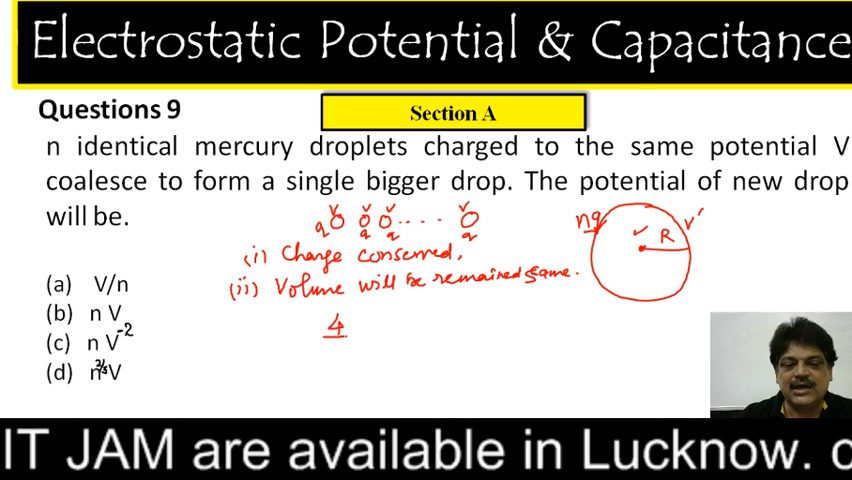 Electrostatic Potential & Capacitance
Questions 9
Section A
n identical mercury droplets charged to the same potential V
coalesce to form a single bigger drop. The potential of new drop
will be.
V V V V
q q q q
....
nq V' R
(i) Charge conserved,
(ii) Volume will be remained same.
4
(a) V/n
(b) n V
(c) n V⁻²
(d) n²ᐟ³V
IT JAM are available in Lucknow. c